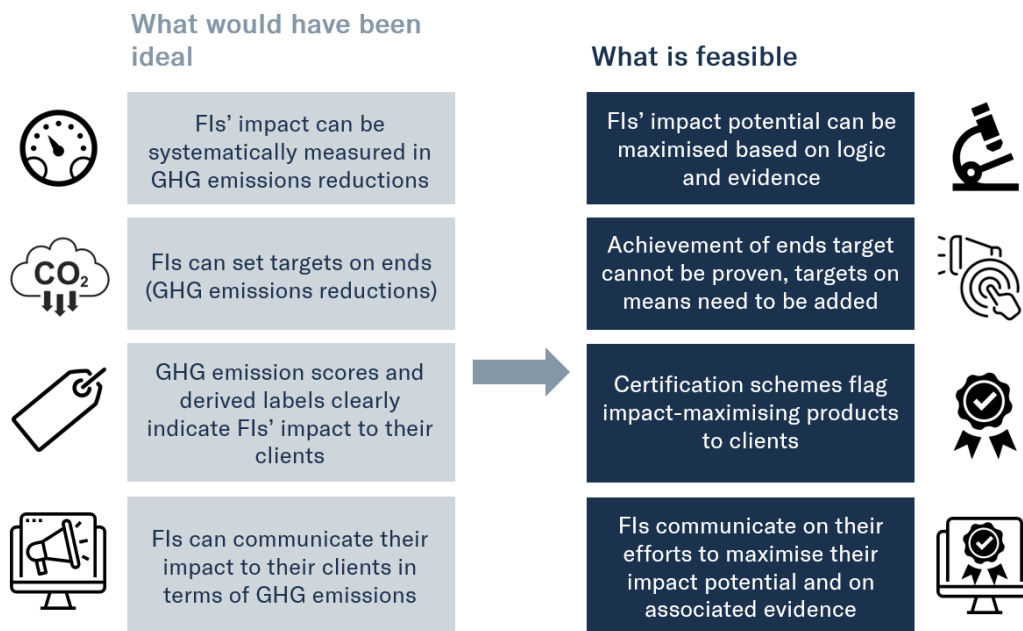 What would have been
ideal
What is feasible
FIs' impact can be
systematically measured in
GHG emissions reductions
FIs' impact potential can be
maximised based on logic
and evidence
CO₂
FIs can set targets on ends
(GHG emissions reductions)
Achievement of ends target
cannot be proven, targets on
means need to be added
GHG emission scores and
derived labels clearly
indicate FIs' impact to their
clients
Certification schemes flag
impact-maximising products
to clients
FIs can communicate their
impact to their clients in
terms of GHG emissions
FIs communicate on their
efforts to maximise their
impact potential and on
associated evidence